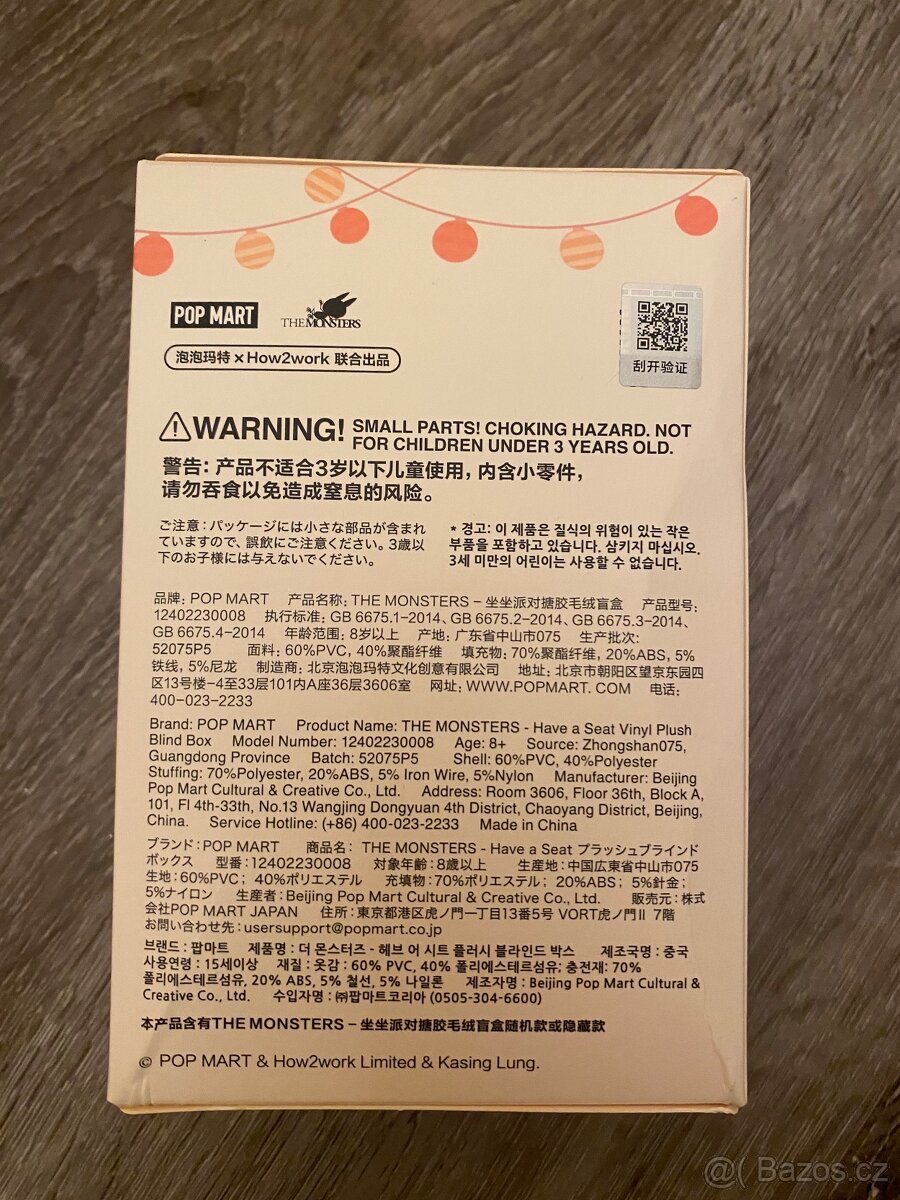 POP MART
THE MONSTERS
泡泡玛特×How2work 联合出品
刮开验证
WARNING! SMALL PARTS! CHOKING HAZARD. NOT
FOR CHILDREN UNDER 3 YEARS OLD.
警告: 产品不适合3岁以下儿童使用，内含小零件，
请勿吞食以免造成窒息的风险。
ご注意：パッケージには小さな部品が含まれ
ていますので、誤飲にご注意ください。3歳以
下のお子様には与えないでください。
* 경고: 이 제품은 질식의 위험이 있는 작은
부품을 포함하고 있습니다. 삼키지 마십시오.
3세 미만의 어린이는 사용할 수 없습니다.
品牌: POP MART 产品名称: THE MONSTERS – 坐坐派对搪胶毛绒盲盒 产品型号:
12402230008 执行标准: GB 6675.1-2014、GB 6675.2-2014、GB 6675.3-2014、
GB 6675.4-2014 年龄范围: 8岁以上 产地: 广东省中山市075 生产批次:
52075P5 面料: 60%PVC, 40%聚酯纤维 填充物: 70%聚酯纤维, 20%ABS, 5%
铁线, 5%尼龙 制造商: 北京泡泡玛特文化创意有限公司 地址: 北京市朝阳区望京东园四
区13号楼-4至33层101内A座36层3606室 网址: WWW.POPMART. COM 电话:
400-023-2233
Brand: POP MART Product Name: THE MONSTERS - Have a Seat Vinyl Plush
Blind Box Model Number: 12402230008 Age: 8+ Source: Zhongshan075,
Guangdong Province Batch: 52075P5 Shell: 60%PVC, 40%Polyester
Stuffing: 70%Polyester, 20%ABS, 5% Iron Wire, 5%Nylon Manufacturer: Beijing
Pop Mart Cultural & Creative Co., Ltd. Address: Room 3606, Floor 36th, Block A,
101, Fl 4th-33th, No.13 Wangjing Dongyuan 4th District, Chaoyang District, Beijing,
China. Service Hotline: (+86) 400-023-2233 Made in China
ブランド: POP MART 商品名: THE MONSTERS - Have a Seat プラッシュブラインド
ボックス 型番: 12402230008 対象年齢: 8歳以上 生産地: 中国広東省中山市075
生地: 60%PVC; 40%ポリエステル 充填物: 70%ポリエステル; 20%ABS; 5%針金;
5%ナイロン 生産者: Beijing Pop Mart Cultural & Creative Co., Ltd. 販売元: 株式
会社POP MART JAPAN 住所: 東京都港区虎ノ門一丁目13番5号 VORT虎ノ門II 7階
お問い合わせ先: usersupport@popmart.co.jp
브랜드: 팝마트 제품명: 더 몬스터즈 - 헤브 어 시트 플러시 블라인드 박스 제조국명: 중국
사용연령: 15세이상 재질: 옷감: 60% PVC, 40% 폴리에스테르섬유; 충전재: 70%
폴리에스테르섬유, 20% ABS, 5% 철선, 5% 나일론 제조자명: Beijing Pop Mart Cultural &
Creative Co., Ltd. 수입자명: ㈜팝마트코리아 (0505-304-6600)
本产品含有THE MONSTERS – 坐坐派对搪胶毛绒盲盒随机款或隐藏款
© POP MART & How2work Limited & Kasing Lung.
@( Bazos.cz